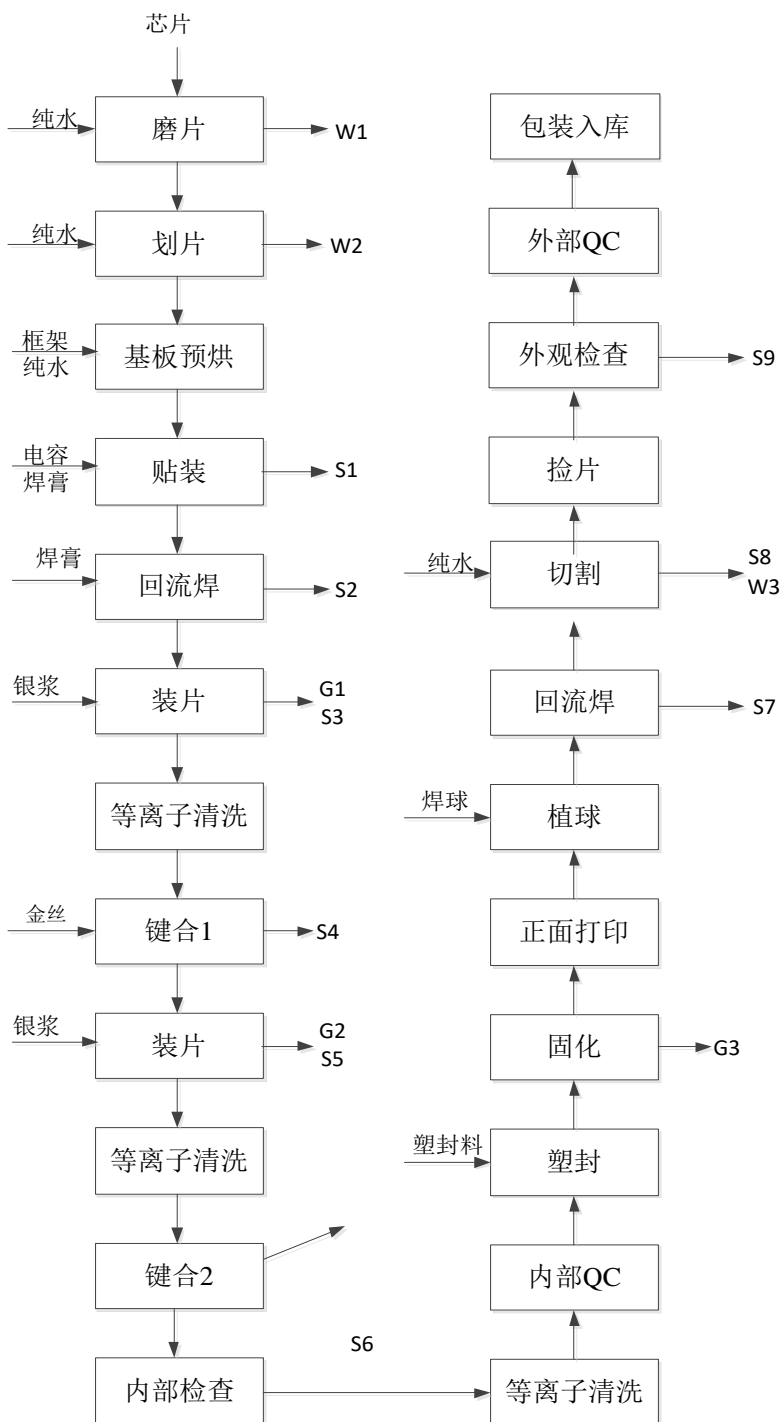 芯片
纯水
磨片
W1
纯水
划片
W2
框架
纯水
基板预烘
电容
焊膏
贴装
S1
焊膏
回流焊
S2
银浆
装片
G1
S3
等离子清洗
金丝
键合1
S4
银浆
装片
G2
S5
等离子清洗
键合2
内部检查
S6
等离子清洗
内部QC
塑封料
塑封
固化
G3
正面打印
焊球
植球
回流焊
S7
纯水
切割
S8
W3
捡片
外观检查
S9
外部QC
包装入库